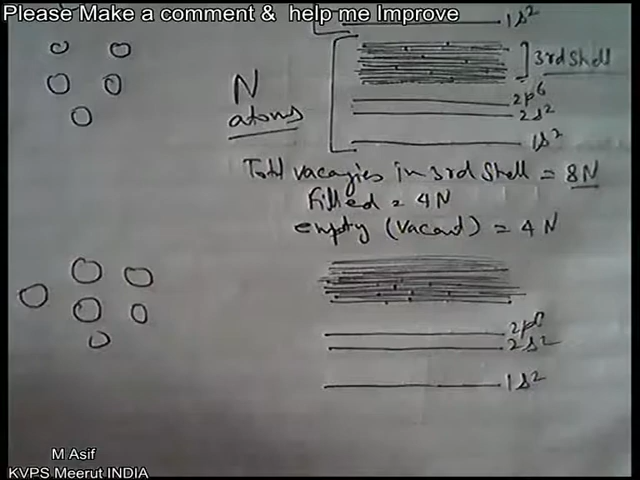 Please Make a comment & help me Improve
1s²
3rd Shell
N
2p⁶
atoms
2s²
1s²
Totl vacancies in 3rd Shell = 8N
Filled = 4N
empty (vacant) = 4N
2p⁶
2s²
1s²
M Asif
KVPS Meerut INDIA